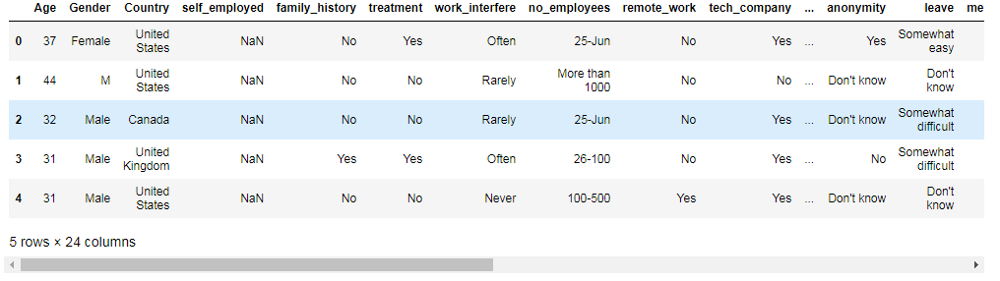 Age Gender Country self_employed family_history treatment work_interfere no_employees remote_work tech_company ... anonymity leave me
0 37 Female United States NaN No Yes Often 25-Jun No Yes ... Yes Somewhat easy
1 44 M United States NaN No No Rarely More than 1000 No No ... Don't know Don't know
2 32 Male Canada NaN No No Rarely 25-Jun No Yes ... Don't know Somewhat difficult
3 31 Male United Kingdom NaN Yes Yes Often 26-100 No Yes ... No Somewhat difficult
4 31 Male United States NaN No No Never 100-500 Yes Yes ... Don't know Don't know
5 rows × 24 columns